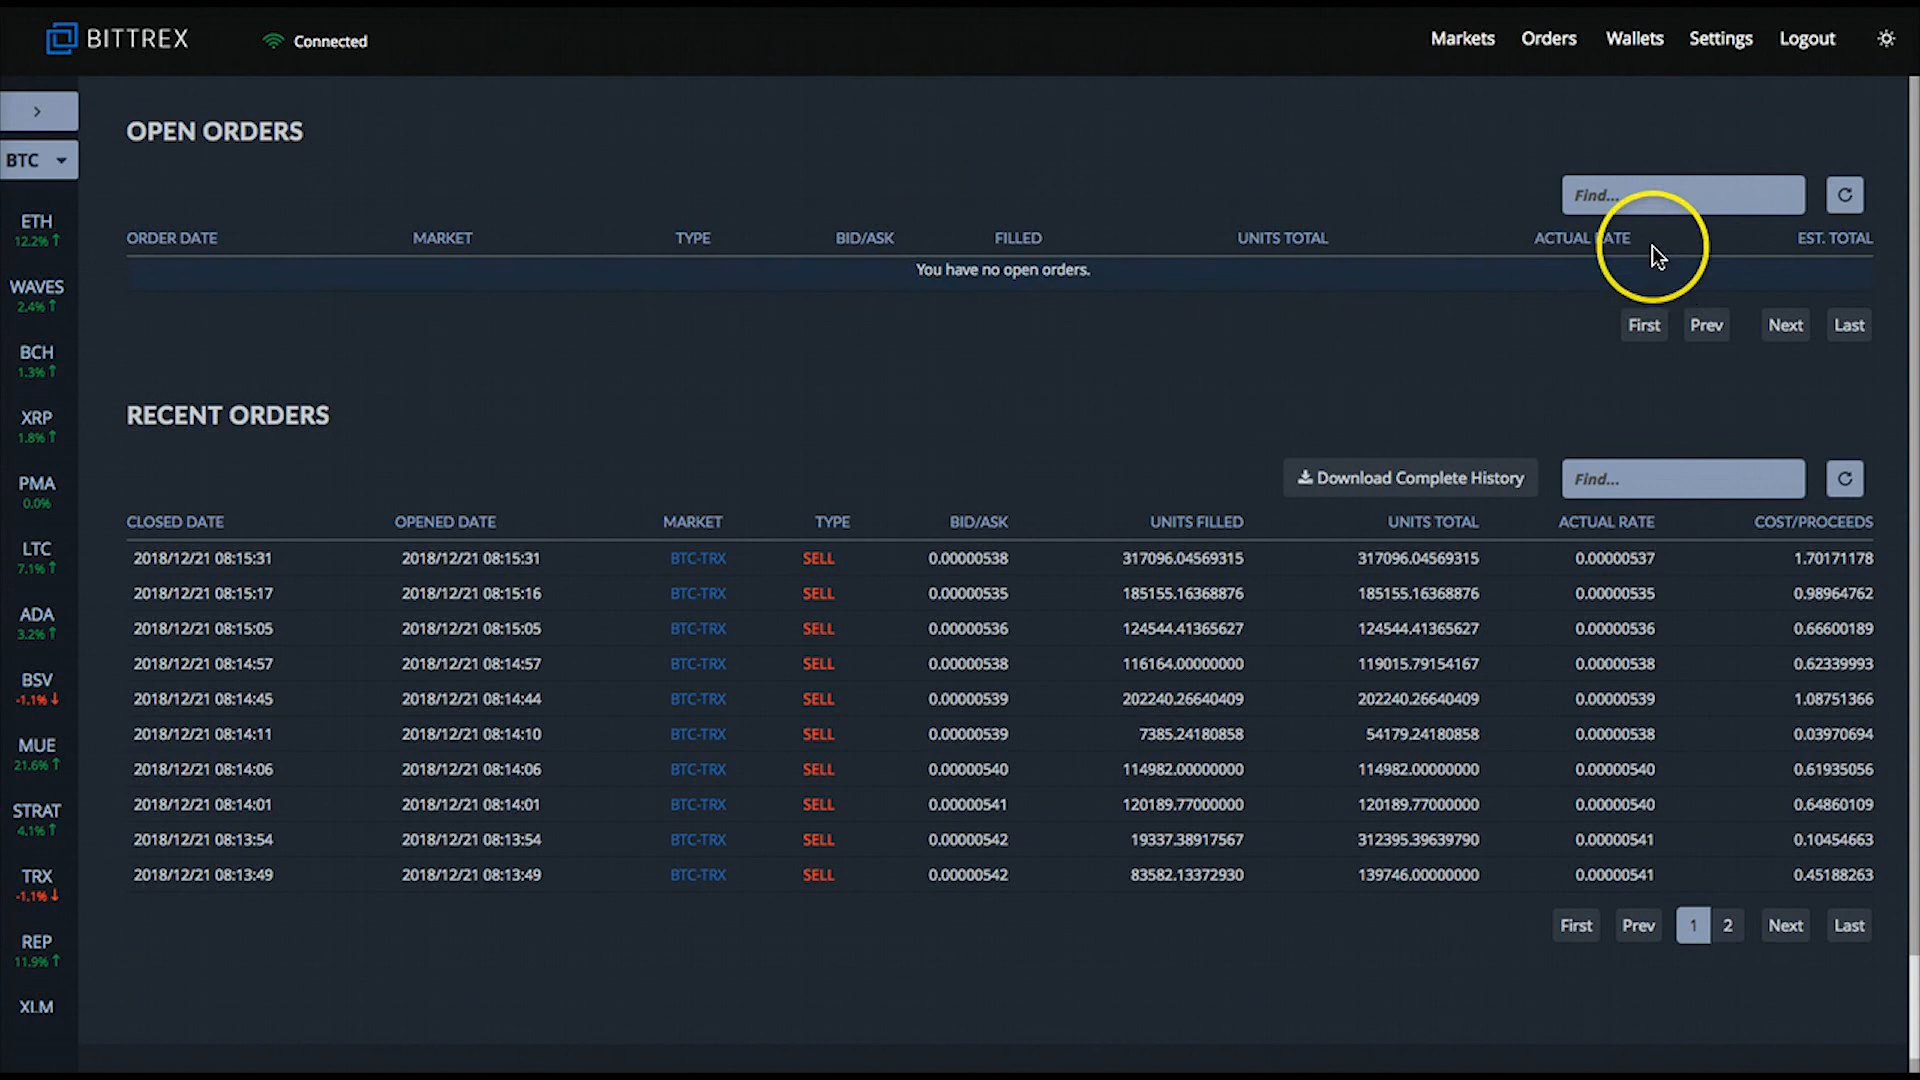 BITTREX
Connected
Markets Orders Wallets Settings Logout
BTC
ETH
12.2%↑
WAVES
2.4%↑
BCH
1.3%↑
XRP
1.8%↑
PMA
0.0%
LTC
7.1%↑
ADA
3.2%↑
BSV
-1.1%↓
MUE
21.6%↑
STRAT
4.1%↑
TRX
-1.1%↓
REP
11.9%↑
XLM
OPEN ORDERS
Find...
ORDER DATE MARKET TYPE BID/ASK FILLED UNITS TOTAL ACTUAL RATE EST. TOTAL
You have no open orders.
First Prev Next Last
RECENT ORDERS
Download Complete History Find...
CLOSED DATE OPENED DATE MARKET TYPE BID/ASK UNITS FILLED UNITS TOTAL ACTUAL RATE COST/PROCEEDS
2018/12/21 08:15:31 2018/12/21 08:15:31 BTC-TRX SELL 0.00000538 317096.04569315 317096.04569315 0.00000537 1.70171178
2018/12/21 08:15:17 2018/12/21 08:15:16 BTC-TRX SELL 0.00000535 185155.16368876 185155.16368876 0.00000535 0.98964762
2018/12/21 08:15:05 2018/12/21 08:15:05 BTC-TRX SELL 0.00000536 124544.41365627 124544.41365627 0.00000536 0.66600189
2018/12/21 08:14:57 2018/12/21 08:14:57 BTC-TRX SELL 0.00000538 116164.00000000 119015.79154167 0.00000538 0.62339993
2018/12/21 08:14:45 2018/12/21 08:14:44 BTC-TRX SELL 0.00000539 202240.26640409 202240.26640409 0.00000539 1.08751366
2018/12/21 08:14:11 2018/12/21 08:14:10 BTC-TRX SELL 0.00000539 7385.24180858 54179.24180858 0.00000538 0.03970694
2018/12/21 08:14:06 2018/12/21 08:14:06 BTC-TRX SELL 0.00000540 114982.00000000 114982.00000000 0.00000540 0.61935056
2018/12/21 08:14:01 2018/12/21 08:14:01 BTC-TRX SELL 0.00000541 120189.77000000 120189.77000000 0.00000540 0.64860109
2018/12/21 08:13:54 2018/12/21 08:13:54 BTC-TRX SELL 0.00000542 19337.38917567 312395.39639790 0.00000541 0.10454663
2018/12/21 08:13:49 2018/12/21 08:13:49 BTC-TRX SELL 0.00000542 83582.13372930 139746.00000000 0.00000541 0.45188263
First Prev 1 2 Next Last